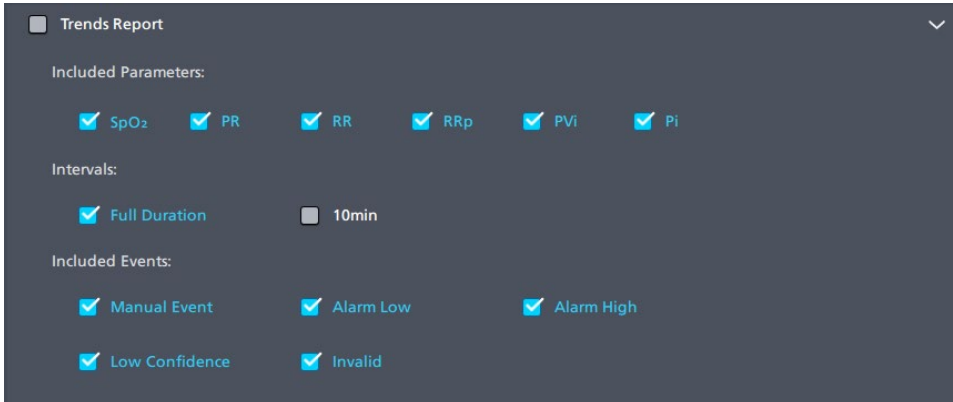 Trends Report
Included Parameters:
SpO₂ PR RR RRp PVi Pi
Intervals:
Full Duration 10min
Included Events:
Manual Event Alarm Low Alarm High
Low Confidence Invalid